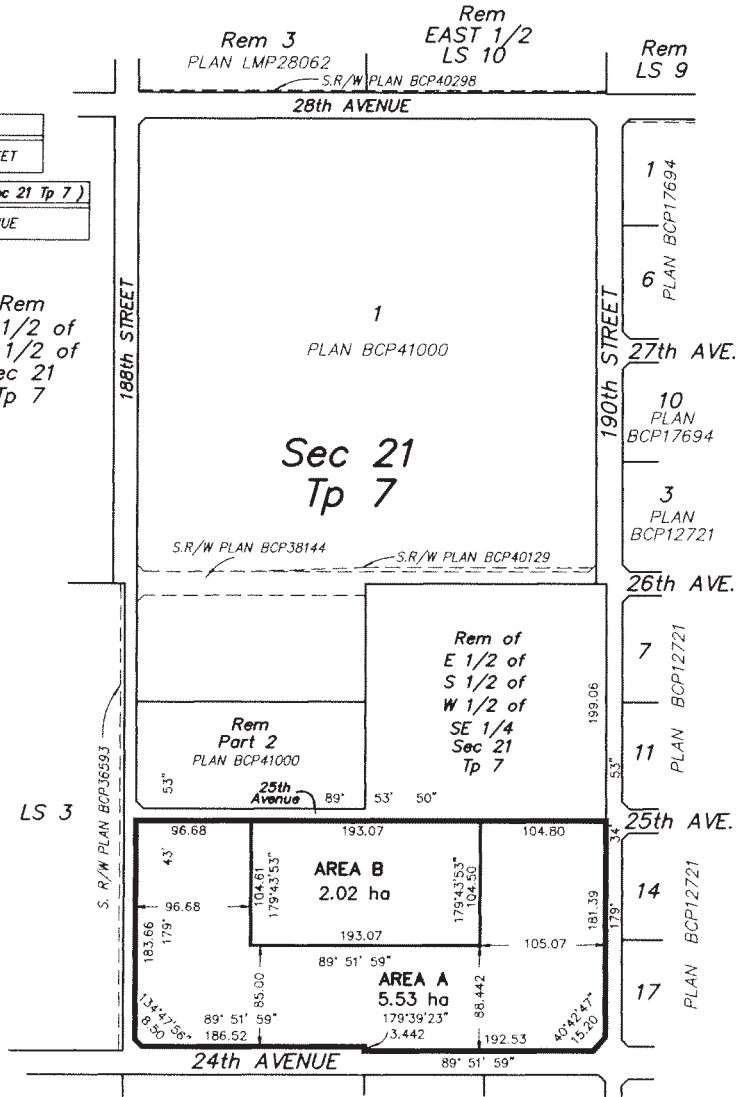 Rem 3
PLAN LMP28062
Rem
EAST 1/2
LS 10
Rem
LS 9
S.R/W PLAN BCP40298
28th AVENUE
ET
c 21 Tp 7 )
UE
Rem
1/2 of
1/2 of
ec 21
Tp 7
188th STREET
1
PLAN BCP41000
Sec 21
Tp 7
190th STREET
1
6
PLAN BCP17694
27th AVE.
10
PLAN
BCP17694
3
PLAN
BCP12721
26th AVE.
S.R/W PLAN BCP38144
S.R/W PLAN BCP40129
Rem of
E 1/2 of
S 1/2 of
W 1/2 of
SE 1/4
Sec 21
Tp 7
199.06
53"
7
11
PLAN BCP12721
Rem
Part 2
PLAN BCP41000
53"
25th
Avenue
89° 53' 50"
S. R/W PLAN BCP36593
LS 3
25th AVE.
34'
96.68
193.07
104.80
43'
AREA B
2.02 ha
104.61
179°43'53"
179°43'53"
104.50
96.68
193.07
105.07
181.39
179°
14
17
PLAN BCP12721
183.66
179°
89° 51' 59"
AREA A
5.53 ha
85.00
88.442
134°47'56"
8.50
89° 51' 59"
186.52
179°39'23"
3.442
192.53
40°42'47"
15.20
24th AVENUE
89° 51' 59"